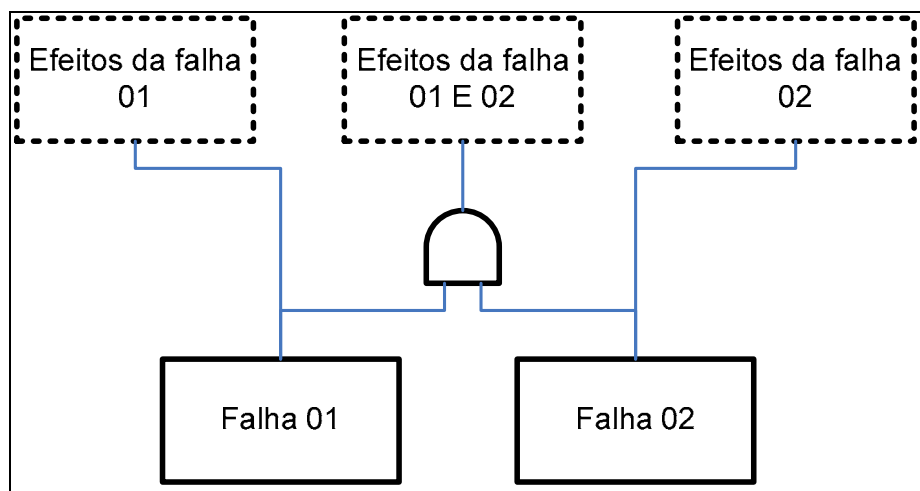 Efeitos da falha
01
Efeitos da falha
01 E 02
Efeitos da falha
02
Falha 01
Falha 02